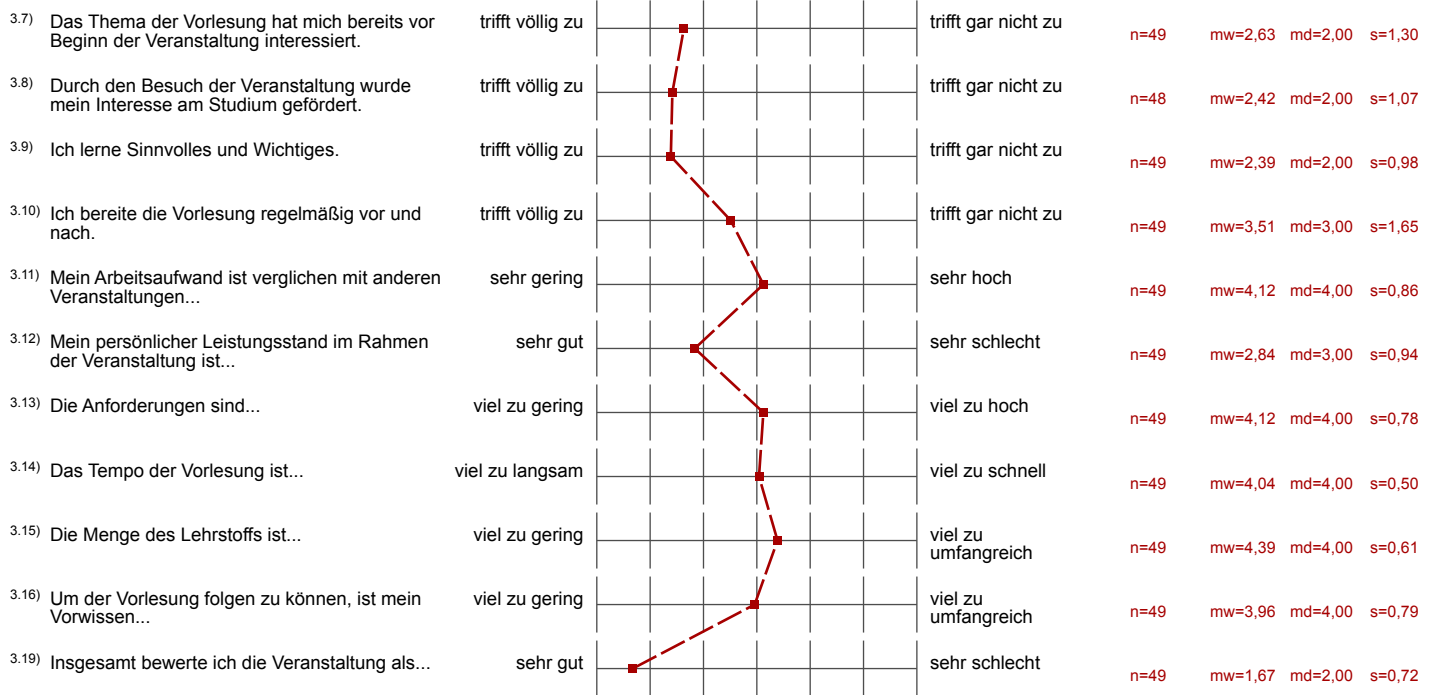 3.7) Das Thema der Vorlesung hat mich bereits vor trifft völlig zu trifft gar nicht zu n=49 mw=2,63 md=2,00 s=1,30
Beginn der Veranstaltung interessiert.
3.8) Durch den Besuch der Veranstaltung wurde trifft völlig zu trifft gar nicht zu n=48 mw=2,42 md=2,00 s=1,07
mein Interesse am Studium gefördert.
3.9) Ich lerne Sinnvolles und Wichtiges. trifft völlig zu trifft gar nicht zu n=49 mw=2,39 md=2,00 s=0,98
3.10) Ich bereite die Vorlesung regelmäßig vor und trifft völlig zu trifft gar nicht zu n=49 mw=3,51 md=3,00 s=1,65
nach.
3.11) Mein Arbeitsaufwand ist verglichen mit anderen sehr gering sehr hoch n=49 mw=4,12 md=4,00 s=0,86
Veranstaltungen...
3.12) Mein persönlicher Leistungsstand im Rahmen sehr gut sehr schlecht n=49 mw=2,84 md=3,00 s=0,94
der Veranstaltung ist...
3.13) Die Anforderungen sind... viel zu gering viel zu hoch n=49 mw=4,12 md=4,00 s=0,78
3.14) Das Tempo der Vorlesung ist... viel zu langsam viel zu schnell n=49 mw=4,04 md=4,00 s=0,50
3.15) Die Menge des Lehrstoffs ist... viel zu gering viel zu n=49 mw=4,39 md=4,00 s=0,61
umfangreich
3.16) Um der Vorlesung folgen zu können, ist mein viel zu gering viel zu n=49 mw=3,96 md=4,00 s=0,79
Vorwissen... umfangreich
3.19) Insgesamt bewerte ich die Veranstaltung als... sehr gut sehr schlecht n=49 mw=1,67 md=2,00 s=0,72